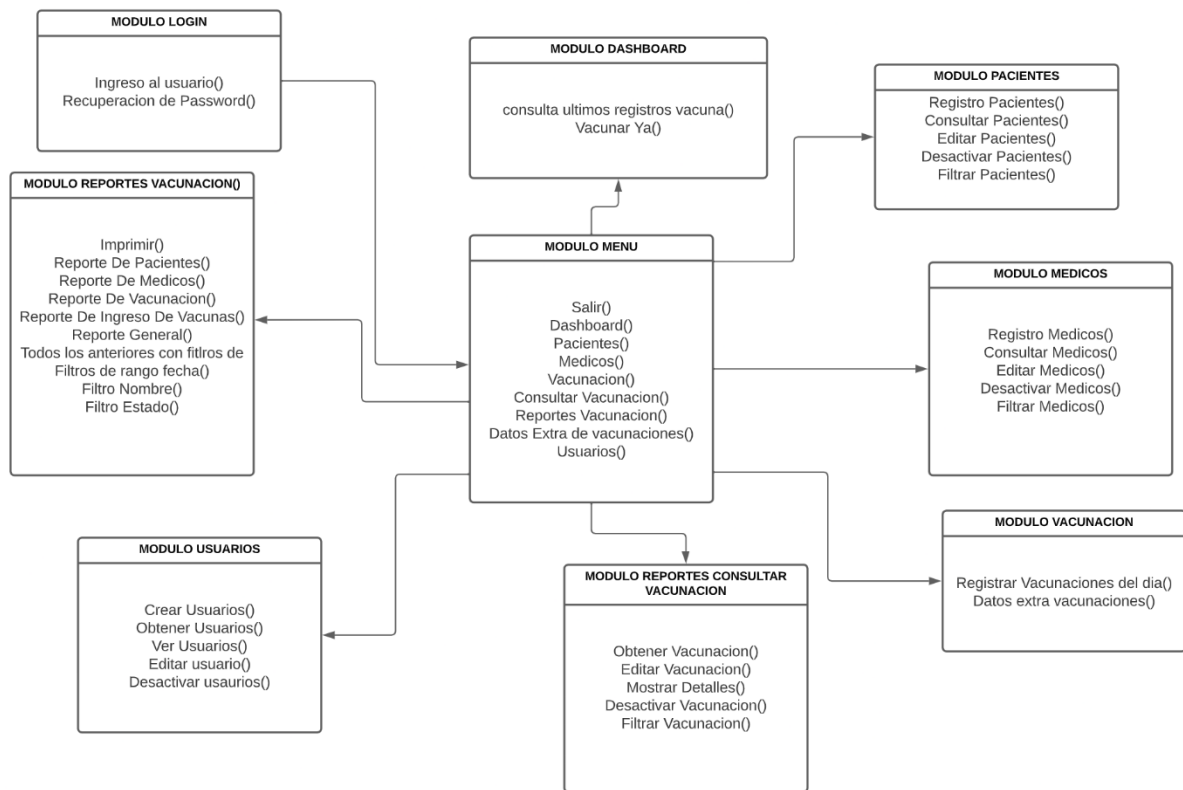 MODULO LOGIN
Ingreso al usuario()
Recuperacion de Password()
MODULO DASHBOARD
consulta ultimos registros vacuna()
Vacunar Ya()
MODULO PACIENTES
Registro Pacientes()
Consultar Pacientes()
Editar Pacientes()
Desactivar Pacientes()
Filtrar Pacientes()
MODULO REPORTES VACUNACION()
Imprimir()
Reporte De Pacientes()
Reporte De Medicos()
Reporte De Vacunacion()
Reporte De Ingreso De Vacunas()
Reporte General()
Todos los anteriores con fitlros de
Filtros de rango fecha()
Filtro Nombre()
Filtro Estado()
MODULO MENU
Salir()
Dashboard()
Pacientes()
Medicos()
Vacunacion()
Consultar Vacunacion()
Reportes Vacunacion()
Datos Extra de vacunaciones()
Usuarios()
MODULO MEDICOS
Registro Medicos()
Consultar Medicos()
Editar Medicos()
Desactivar Medicos()
Filtrar Medicos()
MODULO USUARIOS
Crear Usuarios()
Obtener Usuarios()
Ver Usuarios()
Editar usuario()
Desactivar usaurios()
MODULO REPORTES CONSULTAR
VACUNACION
Obtener Vacunacion()
Editar Vacunacion()
Mostrar Detalles()
Desactivar Vacunacion()
Filtrar Vacunacion()
MODULO VACUNACION
Registrar Vacunaciones del dia()
Datos extra vacunaciones()